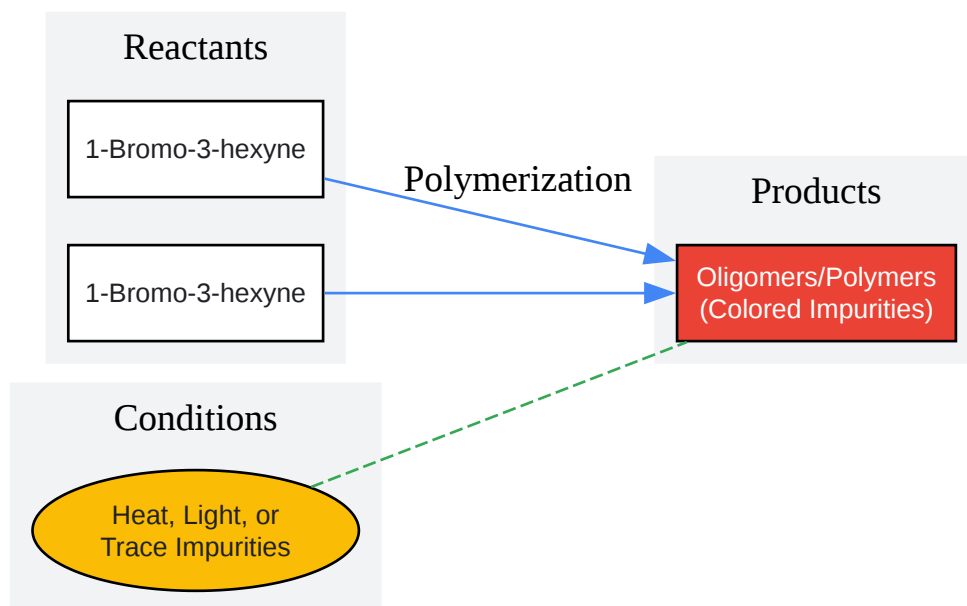 Reactants
1-Bromo-3-hexyne
Polymerization
1-Bromo-3-hexyne
Products
Oligomers/Polymers
(Colored Impurities)
Conditions
Heat, Light, or
Trace Impurities